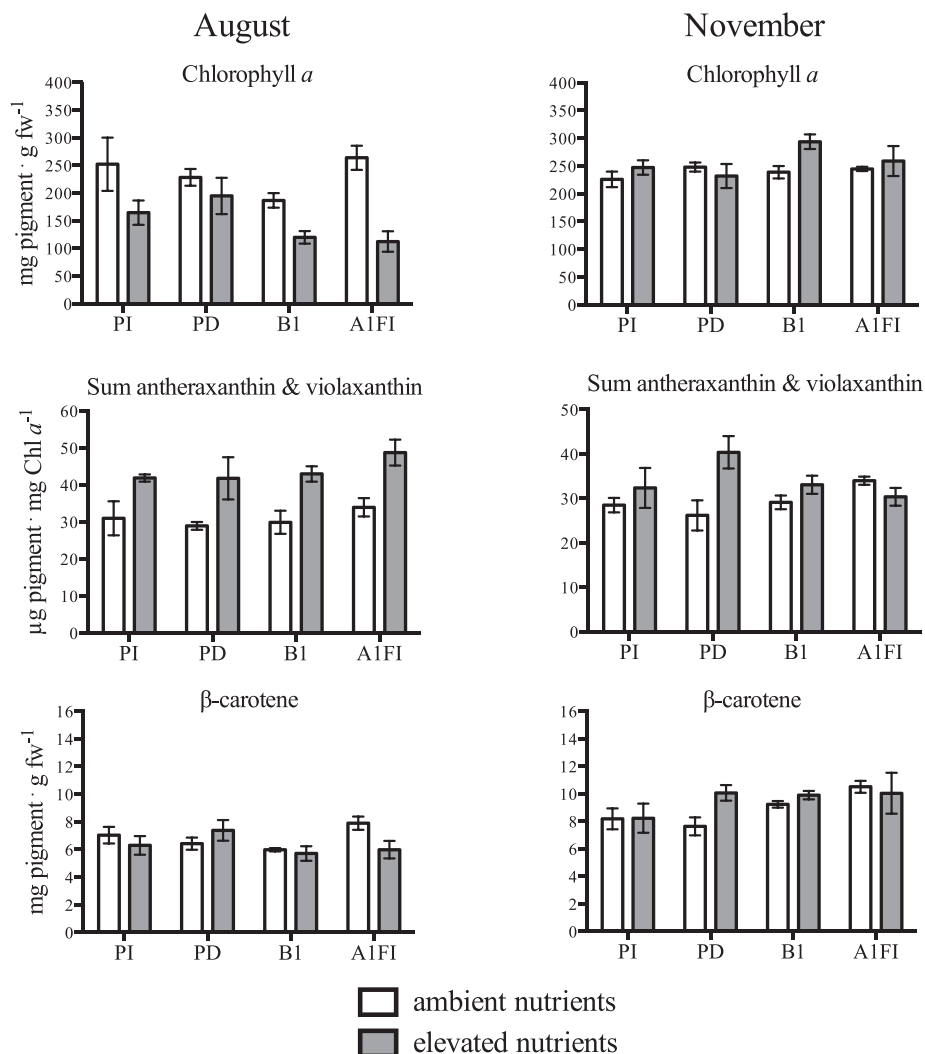 August
November
Chlorophyll a
Chlorophyll a
mg pigment · g fw-1
400
350
300
250
200
150
100
50
0
PI PD B1 A1FI
400
350
300
250
200
150
100
50
0
PI PD B1 A1FI
Sum antheraxanthin & violaxanthin
Sum antheraxanthin & violaxanthin
µg pigment · mg Chl a-1
60
50
40
30
20
10
0
PI PD B1 A1FI
50
40
30
20
10
0
PI PD B1 A1FI
β-carotene
β-carotene
mg pigment · g fw-1
16
14
12
10
8
6
4
2
0
PI PD B1 A1FI
16
14
12
10
8
6
4
2
0
PI PD B1 A1FI
ambient nutrients
elevated nutrients